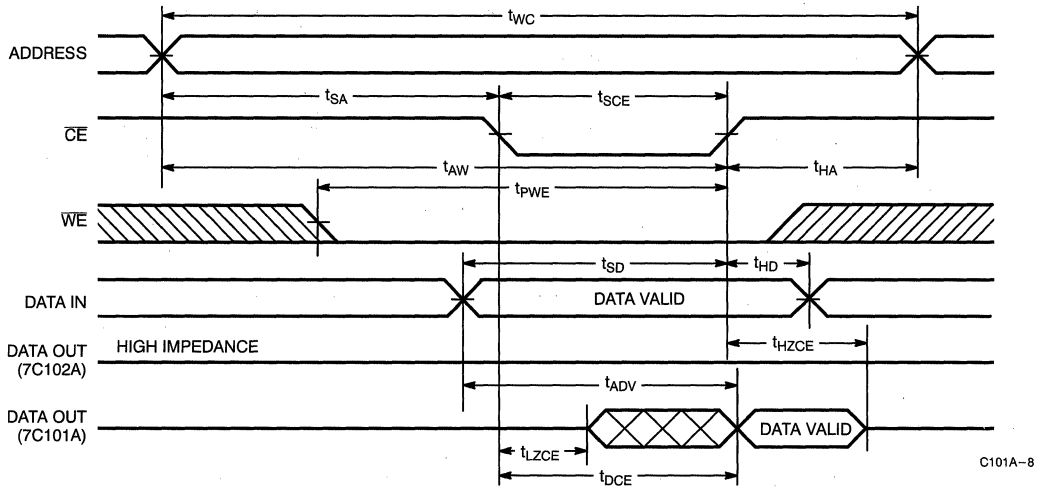 tWC
ADDRESS
tSA
tSCE
CE
tAW
tHA
tPWE
WE
tSD
tHD
DATA IN
DATA VALID
DATA OUT
(7C102A)
HIGH IMPEDANCE
tHZCE
tADV
DATA OUT
(7C101A)
DATA VALID
tLZCE
tDCE
C101A-8